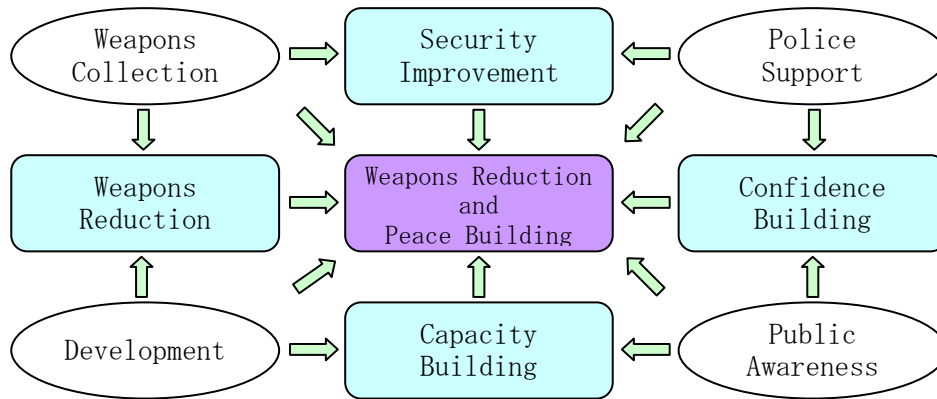 Weapons
Collection
Security
Improvement
Police
Support
Weapons
Reduction
Weapons Reduction
and
Peace Building
Confidence
Building
Development
Capacity
Building
Public
Awareness